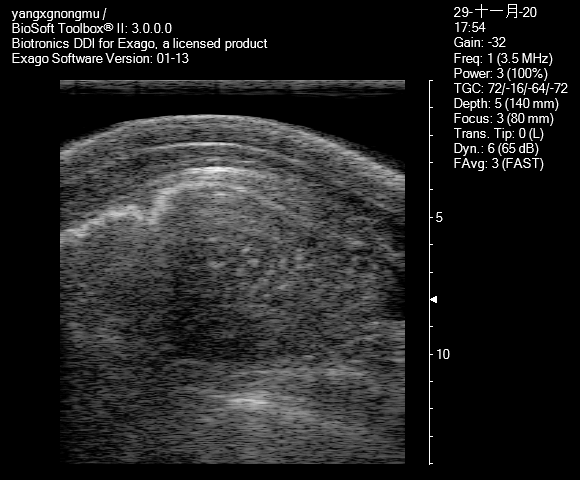 yangxgnongmu /
BioSoft Toolbox® II: 3.0.0.0
Biotronics DDI for Exago, a licensed product
Exago Software Version: 01-13
29-十一月-20
17:54
Gain: -32
Freq: 1 (3.5 MHz)
Power: 3 (100%)
TGC: 72/-16/-64/-72
Depth: 5 (140 mm)
Focus: 3 (80 mm)
Trans. Tip: 0 (L)
Dyn.: 6 (65 dB)
FAvg: 3 (FAST)
5
10